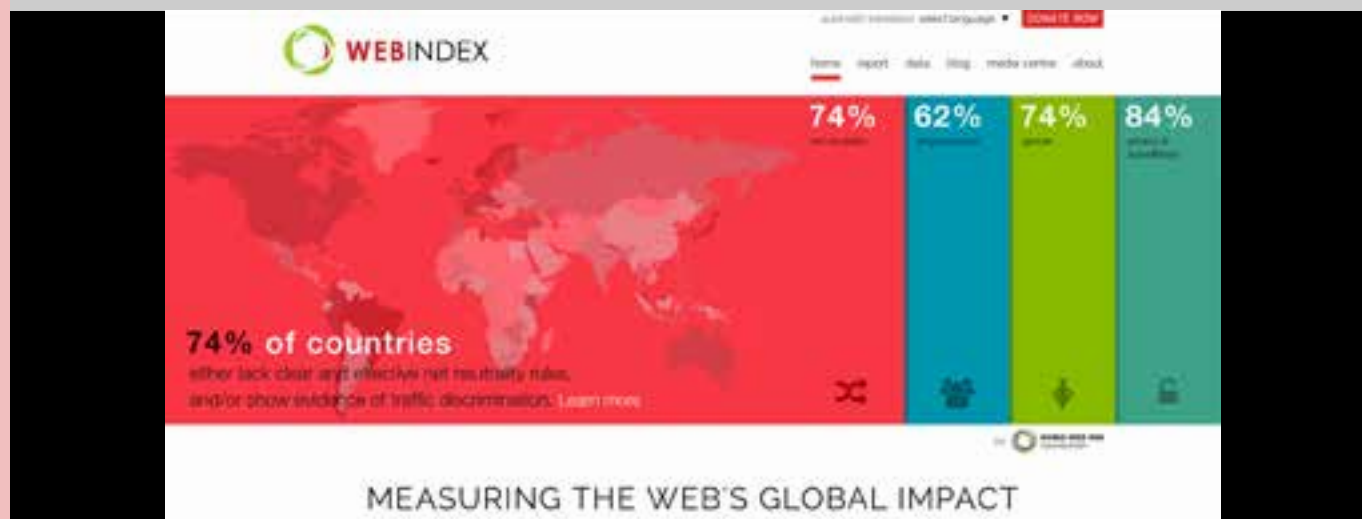 select language
DONATE NOW
WEBINDEX
home report data blog media centre about
74% 62% 74% 84%
74% of countries
either lack clear and effective net neutrality rules,
and/or show evidence of traffic discrimination. Learn more
MEASURING THE WEB'S GLOBAL IMPACT